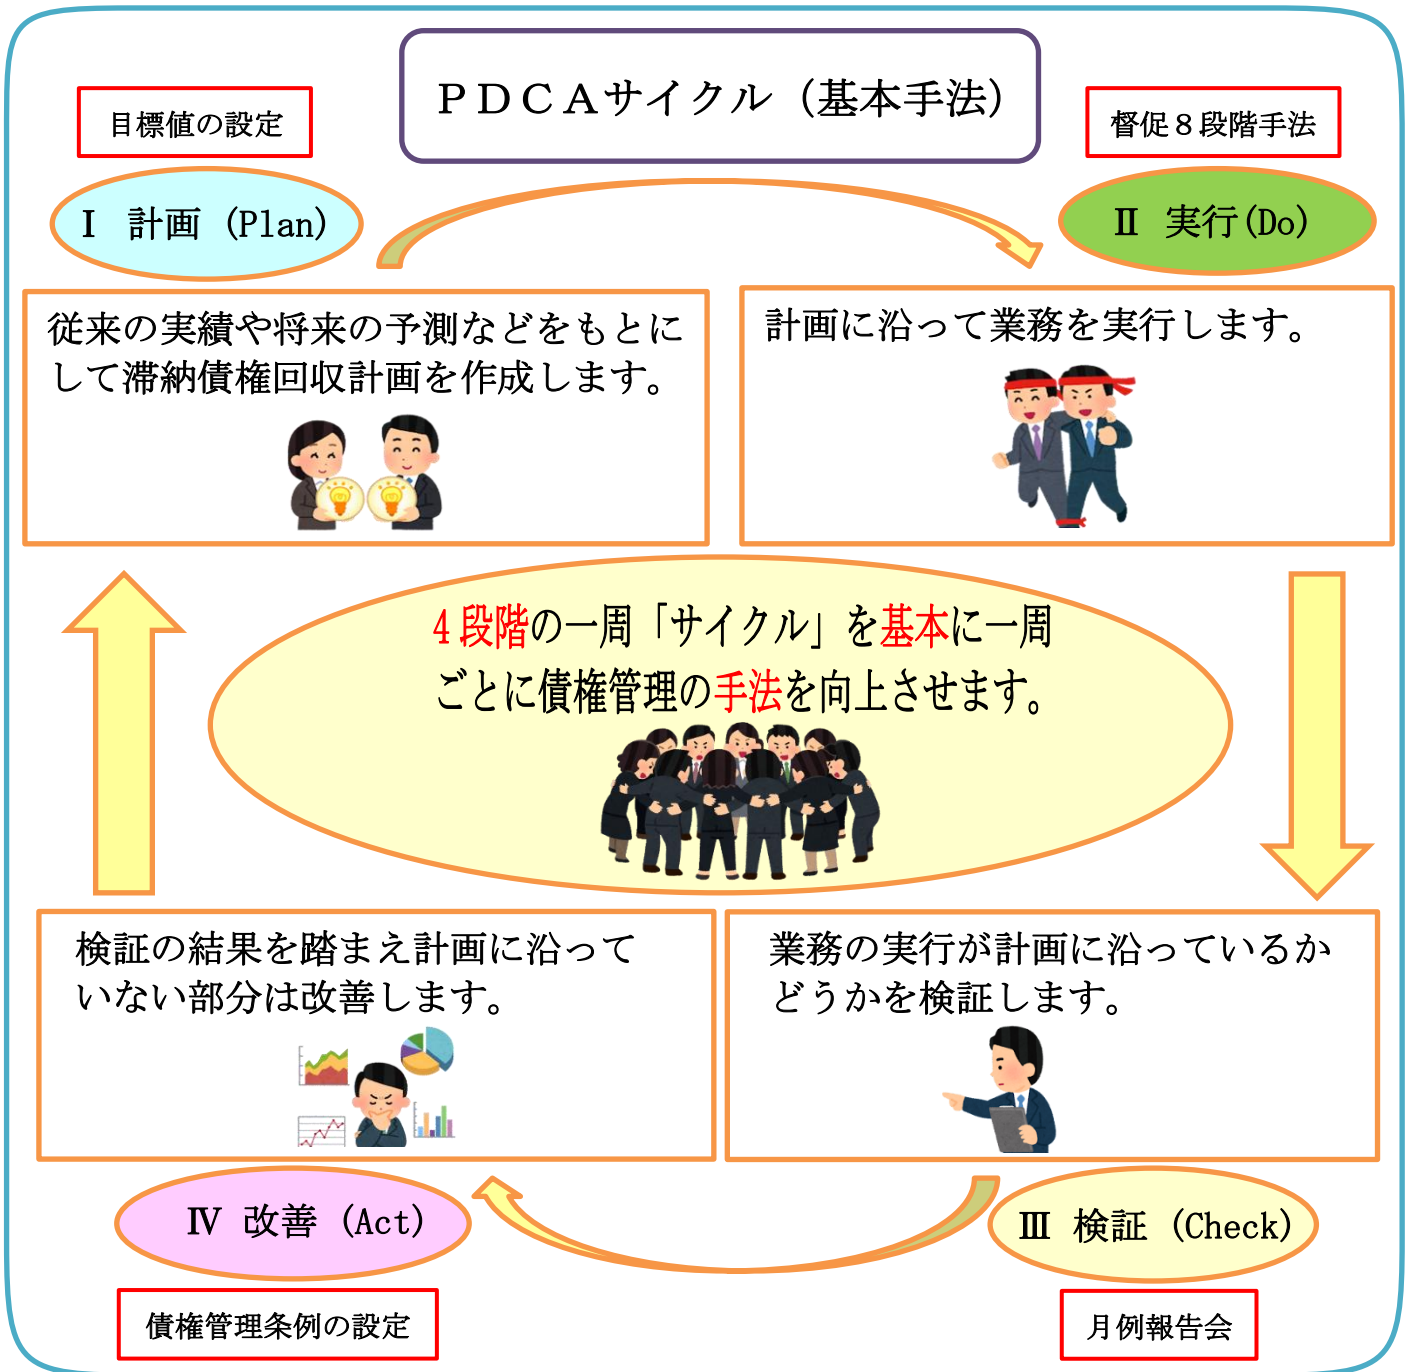 ＰＤＣＡサイクル（基本手法）
目標値の設定
督促８段階手法
Ⅰ 計画（Plan）
Ⅱ 実行(Do)
従来の実績や将来の予測などをもとに
して滞納債権回収計画を作成します。
計画に沿って業務を実行します。
4段階の一周「サイクル」を基本に一周
ごとに債権管理の手法を向上させます。
検証の結果を踏まえ計画に沿って
いない部分は改善します。
業務の実行が計画に沿っているか
どうかを検証します。
Ⅳ 改善（Act）
Ⅲ 検証（Check）
債権管理条例の設定
月例報告会